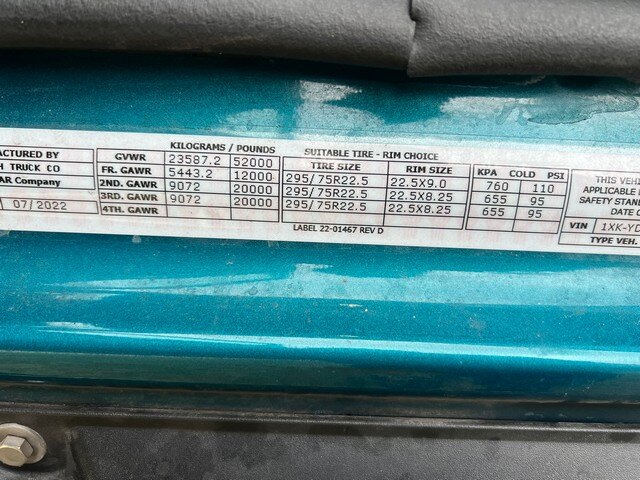 ACTURED BY
H TRUCK CO
AR Company
07/2022
KILOGRAMS / POUNDS
GVWR 23587.2 52000
FR. GAWR 5443.2 12000
2ND. GAWR 9072 20000
3RD. GAWR 9072 20000
4TH. GAWR
SUITABLE TIRE - RIM CHOICE
TIRE SIZE RIM SIZE KPA COLD PSI
295/75R22.5 22.5X9.0 760 110
295/75R22.5 22.5X8.25 655 95
295/75R22.5 22.5X8.25 655 95
LABEL 22-01467 REV D
THIS VEHI
APPLICABLE
SAFETY STAND
VIN 1XK-YD
TYPE VEH.